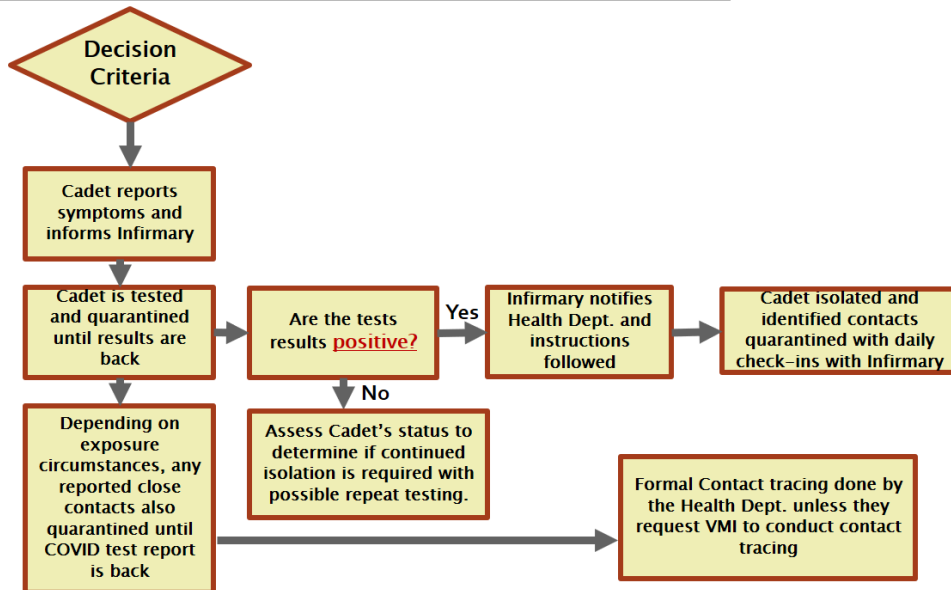 Decision
Criteria
Cadet reports
symptoms and
informs Infirmary
Cadet is tested
and quarantined
until results are
back
Are the tests
results positive?
Yes
Infirmary notifies
Health Dept. and
instructions
followed
Cadet isolated and
identified contacts
quarantined with daily
check-ins with Infirmary
No
Assess Cadet's status to
determine if continued
isolation is required with
possible repeat testing.
Depending on
exposure
circumstances, any
reported close
contacts also
quarantined until
COVID test report
is back
Formal Contact tracing done by
the Health Dept. unless they
request VMI to conduct contact
tracing